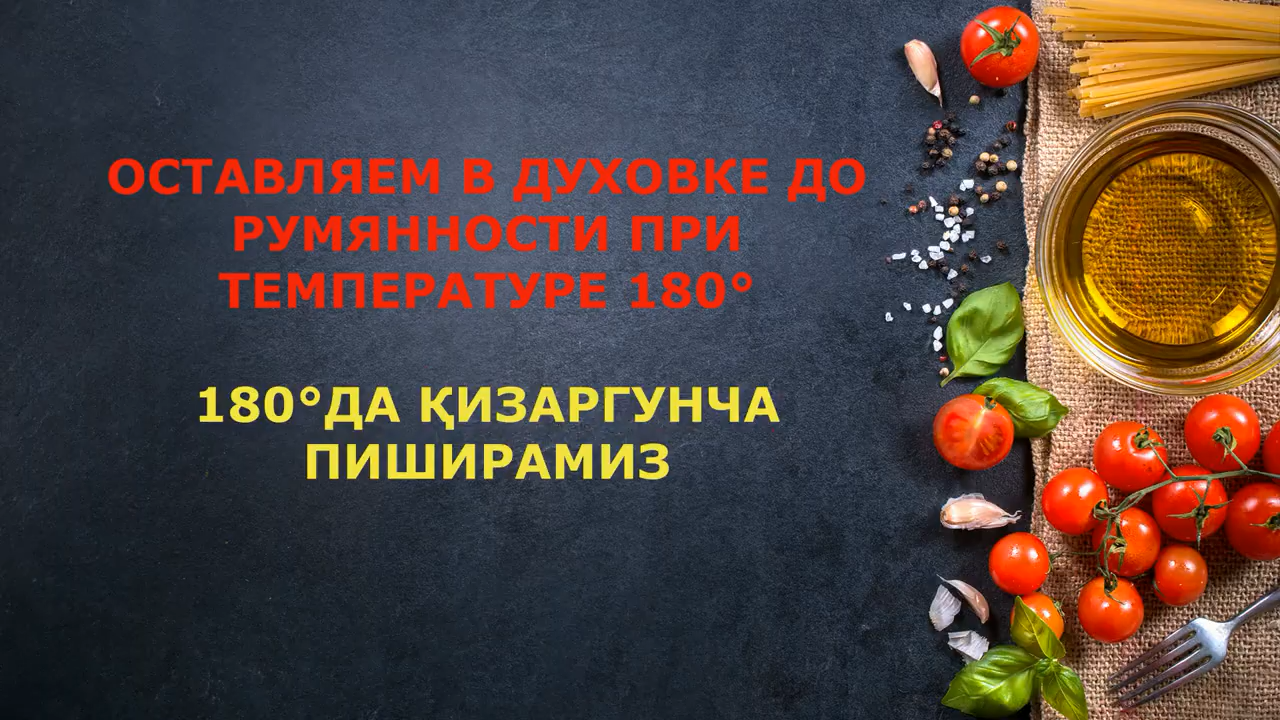 ОСТАВЛЯЕМ В ДУХОВКЕ ДО
РУМЯННОСТИ ПРИ
ТЕМПЕРАТУРЕ 180°
180°ДА ҚИЗАРГУНЧА
ПИШИРАМИЗ